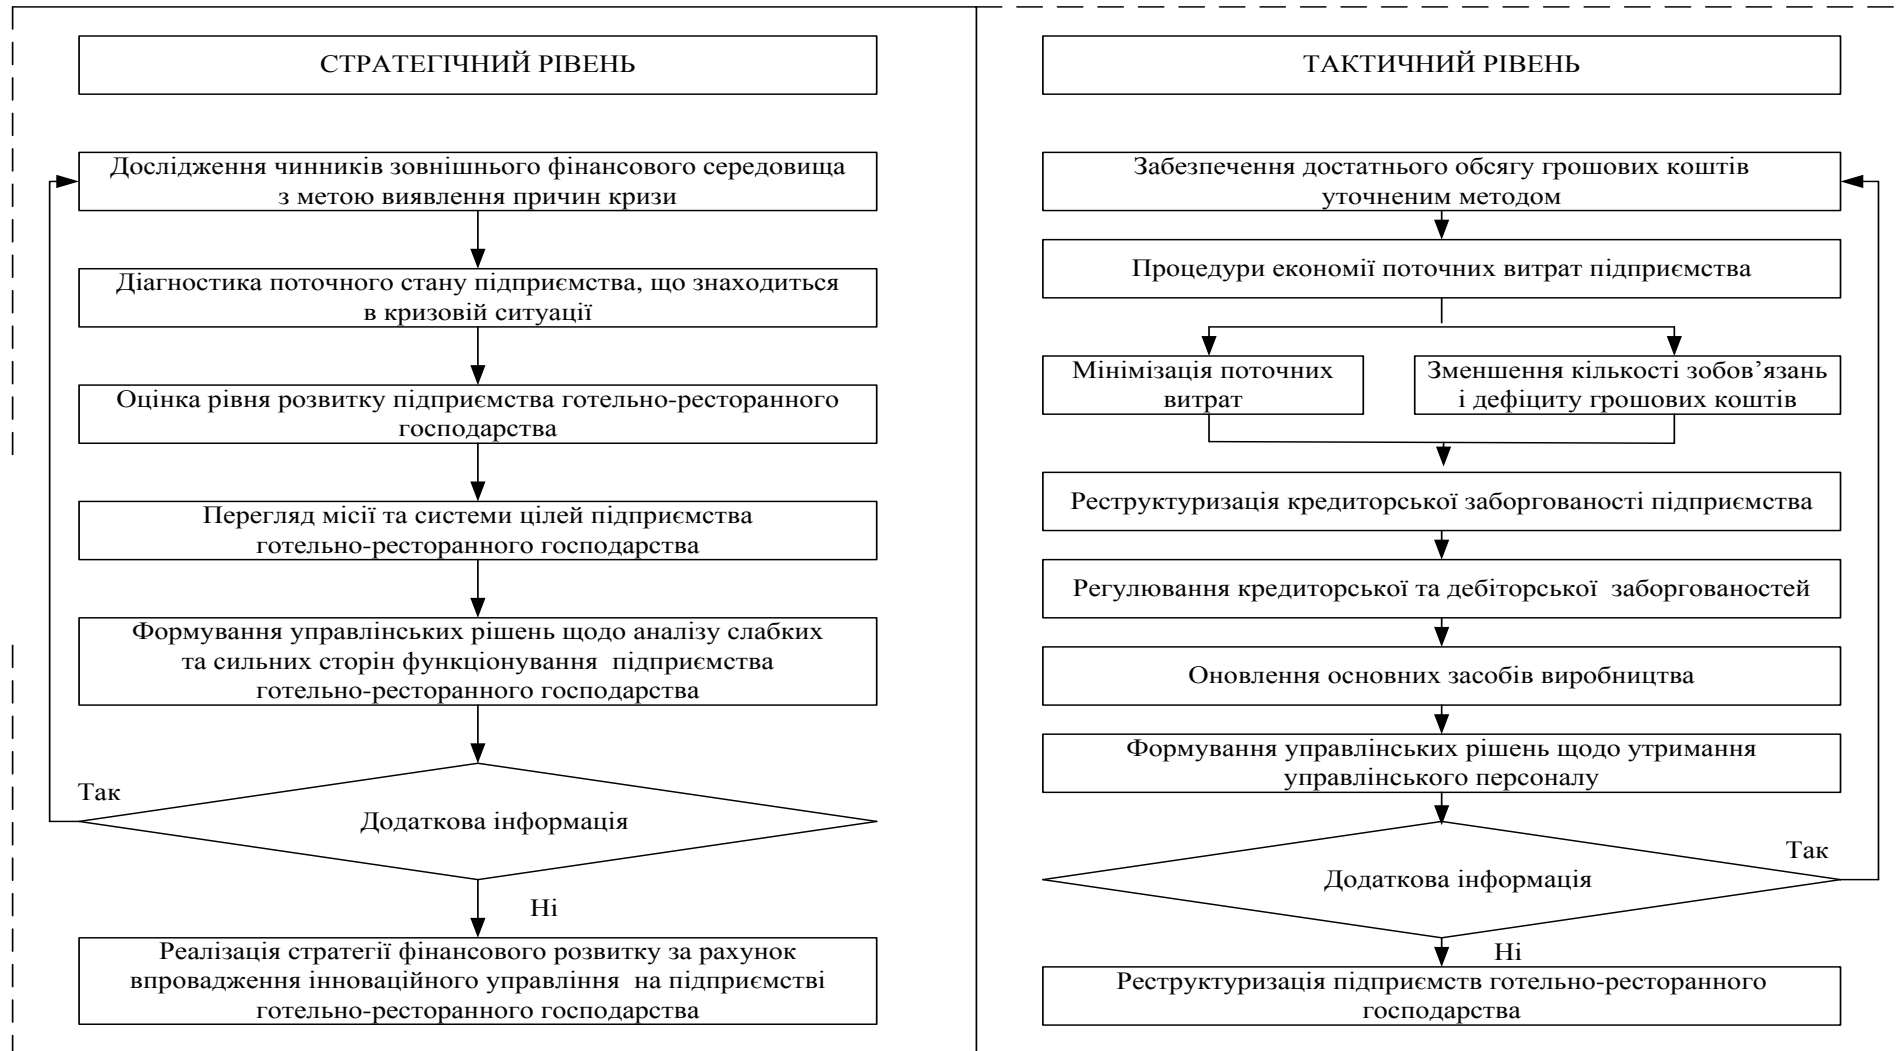 СТРАТЕГІЧНИЙ РІВЕНЬ
Дослідження чинників зовнішнього фінансового середовища
з метою виявлення причин кризи
Діагностика поточного стану підприємства, що знаходиться
в кризовій ситуації
Оцінка рівня розвитку підприємства готельно-ресторанного
господарства
Перегляд місії та системи цілей підприємства
готельно-ресторанного господарства
Формування управлінських рішень щодо аналізу слабких
та сильних сторін функціонування підприємства
готельно-ресторанного господарства
Так
Додаткова інформація
Ні
Реалізація стратегії фінансового розвитку за рахунок
впровадження інноваційного управління на підприємстві
готельно-ресторанного господарства
ТАКТИЧНИЙ РІВЕНЬ
Забезпечення достатнього обсягу грошових коштів
уточненим методом
Процедури економії поточних витрат підприємства
Мінімізація поточних
витрат
Зменшення кількості зобов’язань
і дефіциту грошових коштів
Реструктуризація кредиторської заборгованості підприємства
Регулювання кредиторської та дебіторської заборгованостей
Оновлення основних засобів виробництва
Формування управлінських рішень щодо утримання
управлінського персоналу
Так
Додаткова інформація
Ні
Реструктуризація підприємств готельно-ресторанного
господарства